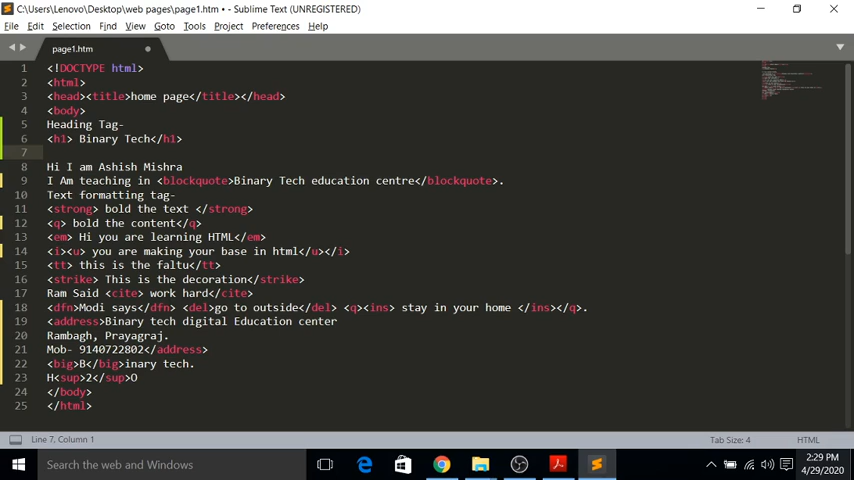 C:\Users\Lenovo\Desktop\web pages\page1.htm • - Sublime Text (UNREGISTERED)
File Edit Selection Find View Goto Tools Project Preferences Help
page1.htm
1 <!DOCTYPE html>
2 <html>
3 <head><title>home page</title></head>
4 <body>
5 Heading Tag-
6 <h1> Binary Tech</h1>
7
8 Hi I am Ashish Mishra
9 I Am teaching in <blockquote>Binary Tech education centre</blockquote>.
10 Text formatting tag-
11 <strong> bold the text </strong>
12 <q> bold the content</q>
13 <em> Hi you are learning HTML</em>
14 <i><u> you are making your base in html</u></i>
15 <tt> this is the faltu</tt>
16 <strike> This is the decoration</strike>
17 Ram Said <cite> work hard</cite>
18 <dfn>Modi says</dfn> <del>go to outside</del> <q><ins> stay in your home </ins></q>.
19 <address>Binary tech digital Education center
20 Rambagh, Prayagraj.
21 Mob- 9140722802</address>
22 <big>B</big>inary tech.
23 H<sup>2</sup>O
24 </body>
25 </html>
Line 7, Column 1 Tab Size: 4 HTML
Search the web and Windows
2:29 PM
4/29/2020